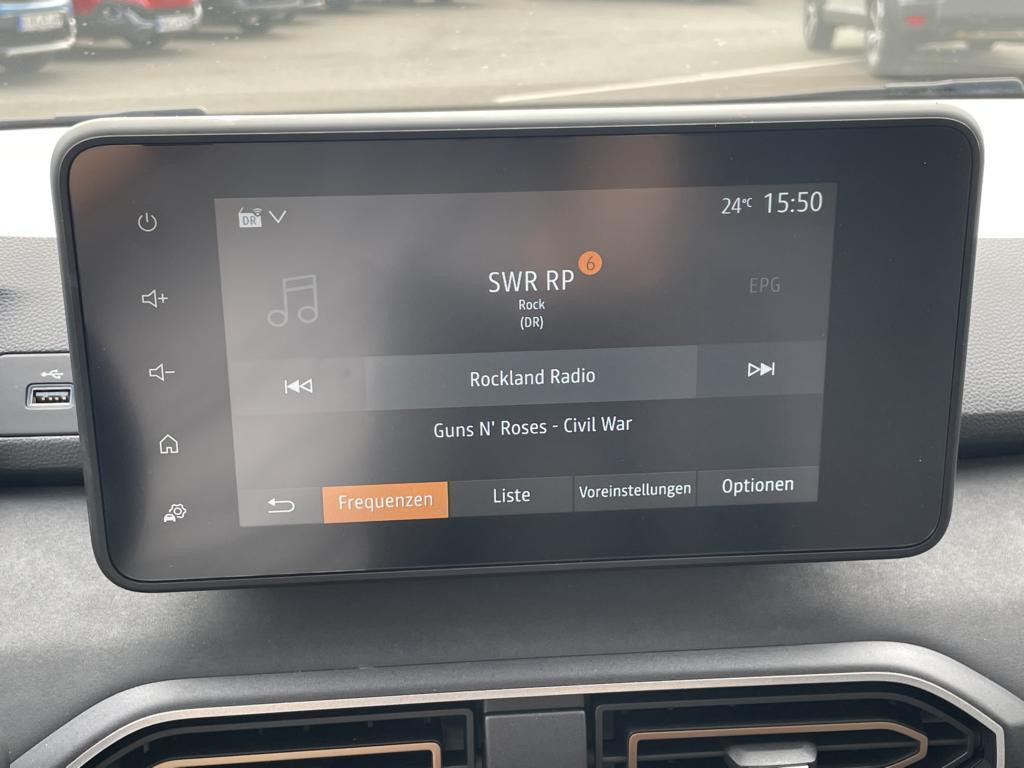 DR
24°C 15:50
SWR RP 6
Rock
(DR)
EPG
Rockland Radio
Guns N' Roses - Civil War
Frequenzen Liste Voreinstellungen Optionen